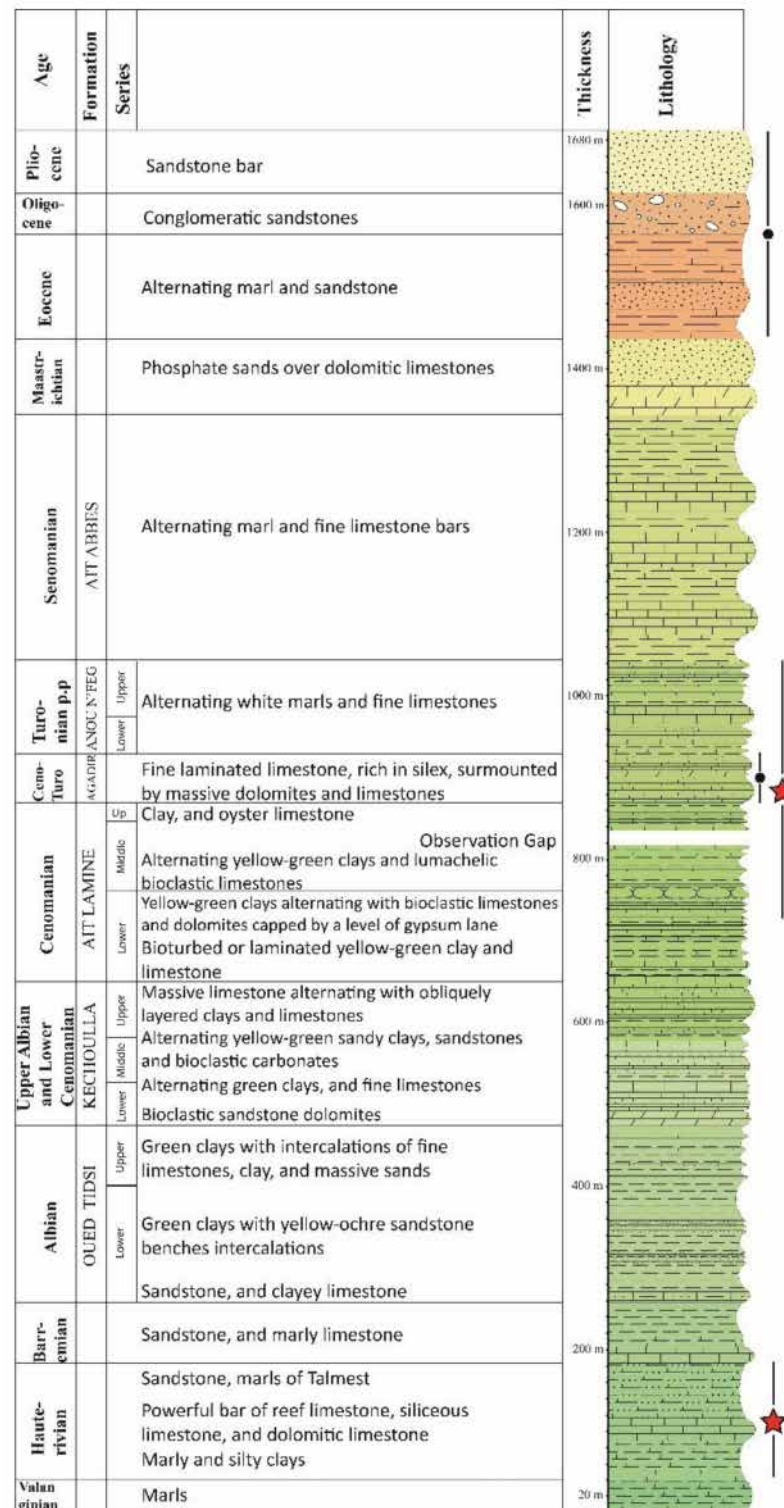 Age
Formation
Series
Thickness
Lithology
1680 m
Plio-
cene
Sandstone bar
Oligo-
cene
Conglomeratic sandstones
1600 m
Eocene
Alternating marl and sandstone
Maastr-
ichtian
Phosphate sands over dolomitic limestones
1400 m
Senomanian
AIT ABBES
Alternating marl and fine limestone bars
1200 m
Turo-
nian p.p
ANOU N'FEG
Upper
Lower
Alternating white marls and fine limestones
1000 m
Ceno-
Turo
AGADIR
Fine laminated limestone, rich in silex, surmounted
by massive dolomites and limestones
Cenomanian
AIT LAMINE
Up
Clay, and oyster limestone
Observation Gap
Middle
Alternating yellow-green clays and lumachelic
bioclastic limestones
800 m
Lower
Yellow-green clays alternating with bioclastic limestones
and dolomites capped by a level of gypsum lane
Bioturbed or laminated yellow-green clay and
limestone
Upper Albian
and Lower
Cenomanian
KECHOULLA
Upper
Massive limestone alternating with obliquely
layered clays and limestones
600 m
Middle
Alternating yellow-green sandy clays, sandstones
and bioclastic carbonates
Lower
Alternating green clays, and fine limestones
Bioclastic sandstone dolomites
Albian
OUED TIDSI
Upper
Green clays with intercalations of fine
limestones, clay, and massive sands
400 m
Lower
Green clays with yellow-ochre sandstone
benches intercalations
Sandstone, and clayey limestone
Barr-
emian
Sandstone, and marly limestone
200 m
Haute-
rivian
Sandstone, marls of Talmest
Powerful bar of reef limestone, siliceous
limestone, and dolomitic limestone
Marly and silty clays
Valan
ginian
Marls
20 m